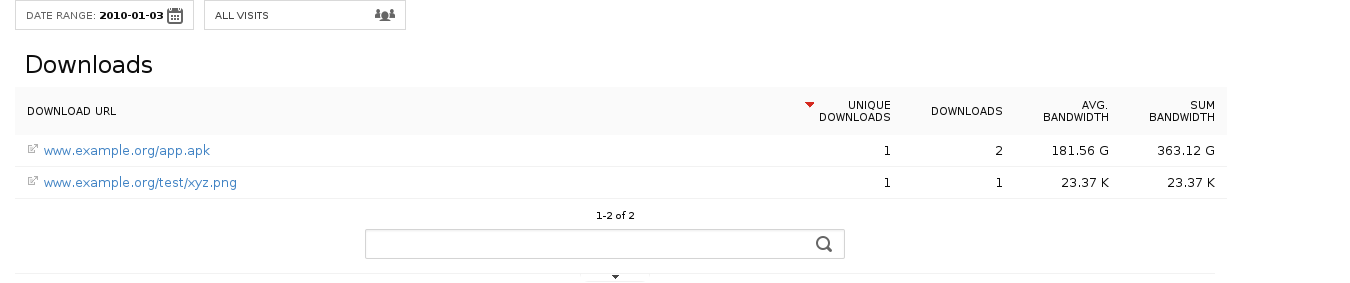 DATE RANGE: 2010-01-03
ALL VISITS
Downloads
DOWNLOAD URL
UNIQUE DOWNLOADS
DOWNLOADS
AVG. BANDWIDTH
SUM BANDWIDTH
www.example.org/app.apk 1 2 181.56 G 363.12 G
www.example.org/test/xyz.png 1 1 23.37 K 23.37 K
1-2 of 2